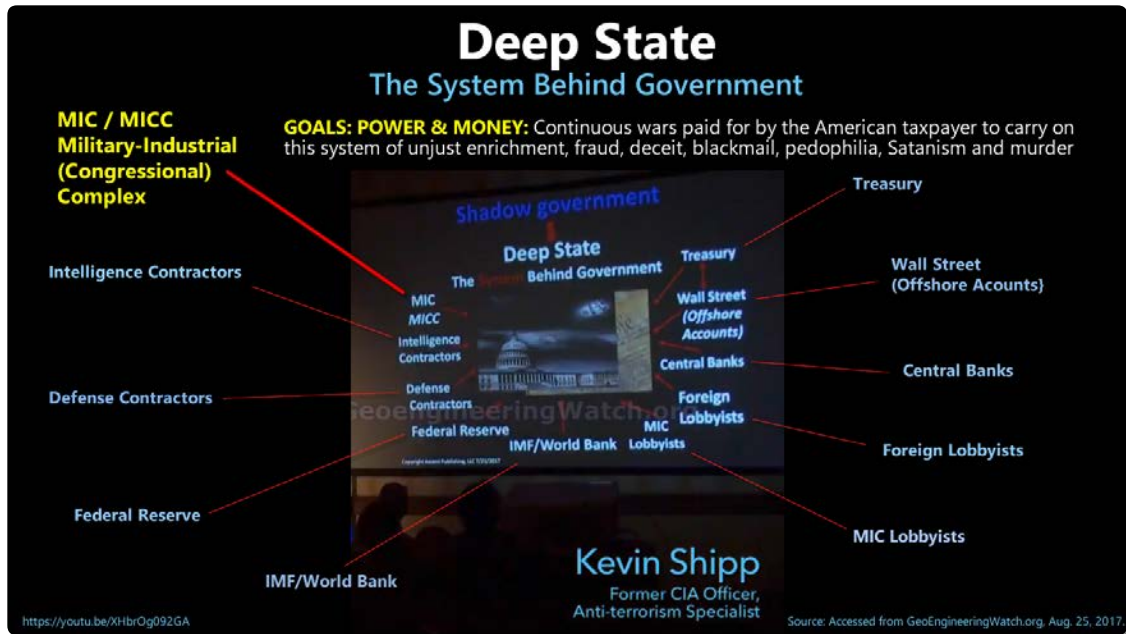 Deep State
The System Behind Government
MIC / MICC
Military-Industrial
(Congressional)
Complex
GOALS: POWER & MONEY: Continuous wars paid for by the American taxpayer to carry on
this system of unjust enrichment, fraud, deceit, blackmail, pedophilia, Satanism and murder
Intelligence Contractors
Defense Contractors
Federal Reserve
IMF/World Bank
Treasury
Wall Street
(Offshore Acounts}
Central Banks
Foreign Lobbyists
MIC Lobbyists
Shadow government
Deep State
The System Behind Government
MIC
MICC
Intelligence
Contractors
Defense
Contractors
Federal Reserve
IMF/World Bank
Treasury
Wall Street
(Offshore
Accounts)
Central Banks
Foreign
Lobbyists
MIC
Lobbyists
GeoengineeringWatch.org
Kevin Shipp
Former CIA Officer,
Anti-terrorism Specialist
https://youtu.be/XHbrOg092GA
Source: Accessed from GeoEngineeringWatch.org, Aug. 25, 2017.